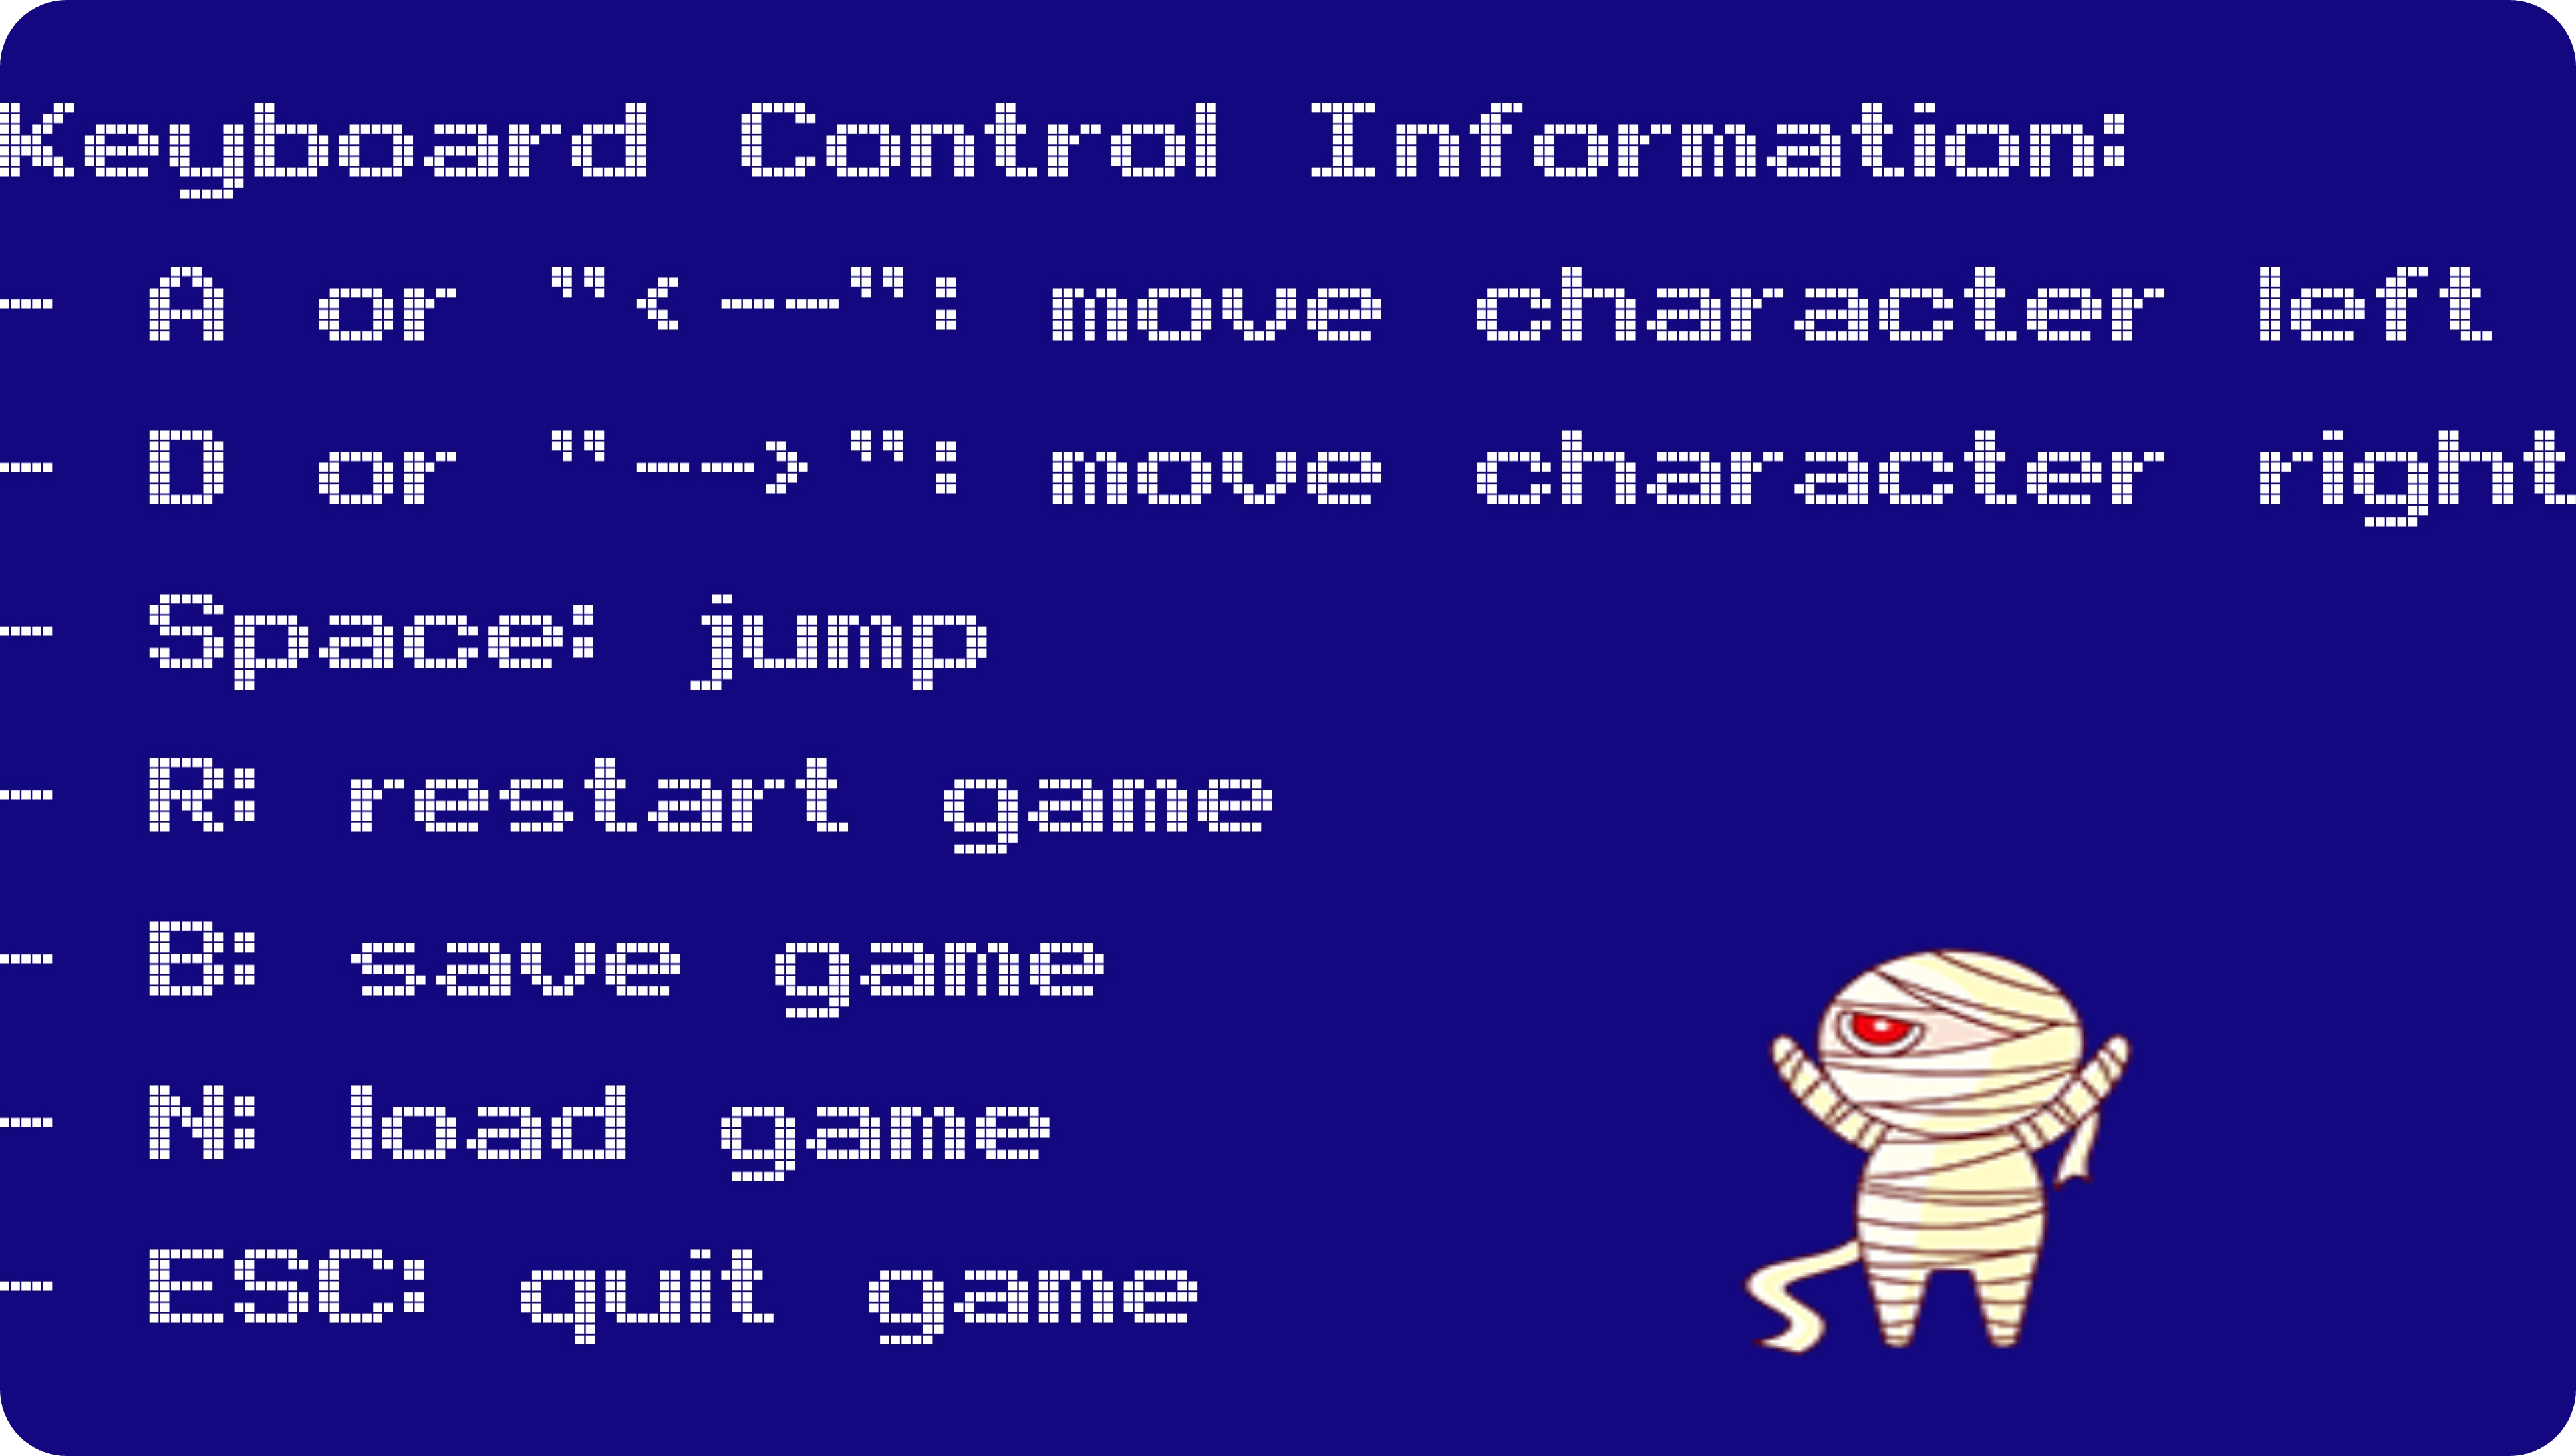 Keyboard Control Information:
- A or "<--": move character left
- D or "-->": move character right
- Space: jump
- R: restart game
- B: save game
- N: load game
- ESC: quit game